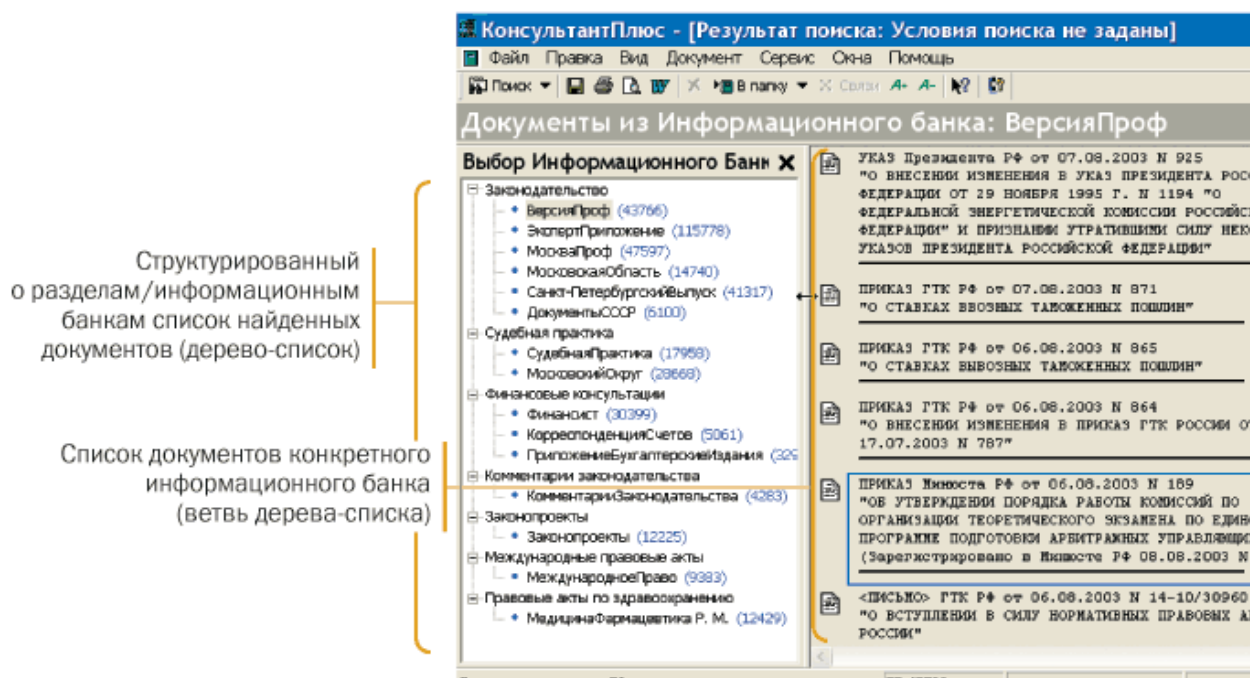 КонсультантПлюс - [Результат поиска: Условия поиска не заданы]
Файл Правка Вид Документ Сервис Окна Помощь
Поиск В папку Связи A+ A-
Документы из Информационного банка: ВерсияПроф
Структурированный
о разделам/информационным
банкам список найденных
документов (дерево-список)
Список документов конкретного
информационного банка
(ветвь дерева-списка)
Выбор Информационного Банк
Законодательство
ВерсияПроф (43766)
ЭкспертПриложение (115778)
МоскваПроф (47597)
МосковскаяОбласть (14740)
Санкт-ПетербургскийВыпуск (41317)
ДокументыСССР (6100)
Судебная практика
СудебнаяПрактика (17958)
МосковскийОкруг (28668)
Финансовые консультации
Финансист (30399)
КорреспонденцияСчетов (5061)
ПриложениеБухгалтерскиеИздания (329
Комментарии законодательства
КомментарииЗаконодательства (4283)
Законопроекты
Законопроекты (12225)
Международные правовые акты
МеждународноеПраво (9383)
Правовые акты по здравоохранению
МедицинаФармацевтика Р. М. (12429)
УКАЗ Президента РФ от 07.08.2003 N 925
"О ВНЕСЕНИИ ИЗМЕНЕНИЯ В УКАЗ ПРЕЗИДЕНТА РОСС
ФЕДЕРАЦИИ ОТ 29 НОЯБРЯ 1995 Г. N 1194 "О
ФЕДЕРАЛЬНОЙ ЭНЕРГЕТИЧЕСКОЙ КОМИССИИ РОССИЙС
ФЕДЕРАЦИИ" И ПРИЗНАНИИ УТРАТИВШИМИ СИЛУ НЕК
УКАЗОВ ПРЕЗИДЕНТА РОССИЙСКОЙ ФЕДЕРАЦИИ"
ПРИКАЗ ГТК РФ от 07.08.2003 N 871
"О СТАВКАХ ВВОЗНЫХ ТАМОЖЕННЫХ ПОШЛИН"
ПРИКАЗ ГТК РФ от 06.08.2003 N 865
"О СТАВКАХ ВЫВОЗНЫХ ТАМОЖЕННЫХ ПОШЛИН"
ПРИКАЗ ГТК РФ от 06.08.2003 N 864
"О ВНЕСЕНИИ ИЗМЕНЕНИЯ В ПРИКАЗ ГТК РОССИИ О
17.07.2003 N 787"
ПРИКАЗ Минюста РФ от 06.08.2003 N 189
"ОБ УТВЕРЖДЕНИИ ПОРЯДКА РАБОТЫ КОМИССИЙ ПО
ОРГАНИЗАЦИИ ТЕОРЕТИЧЕСКОГО ЭКЗАМЕНА ПО ЕДИН
ПРОГРАММЕ ПОДГОТОВКИ АРБИТРАЖНЫХ УПРАВЛЯЮЩИ
(Зарегистрировано в Минюсте РФ 08.08.2003 N
<ПИСЬМО> ГТК РФ от 06.08.2003 N 14-10/30960
"О ВСТУПЛЕНИИ В СИЛУ НОРМАТИВНЫХ ПРАВОВЫХ А
РОССИИ"